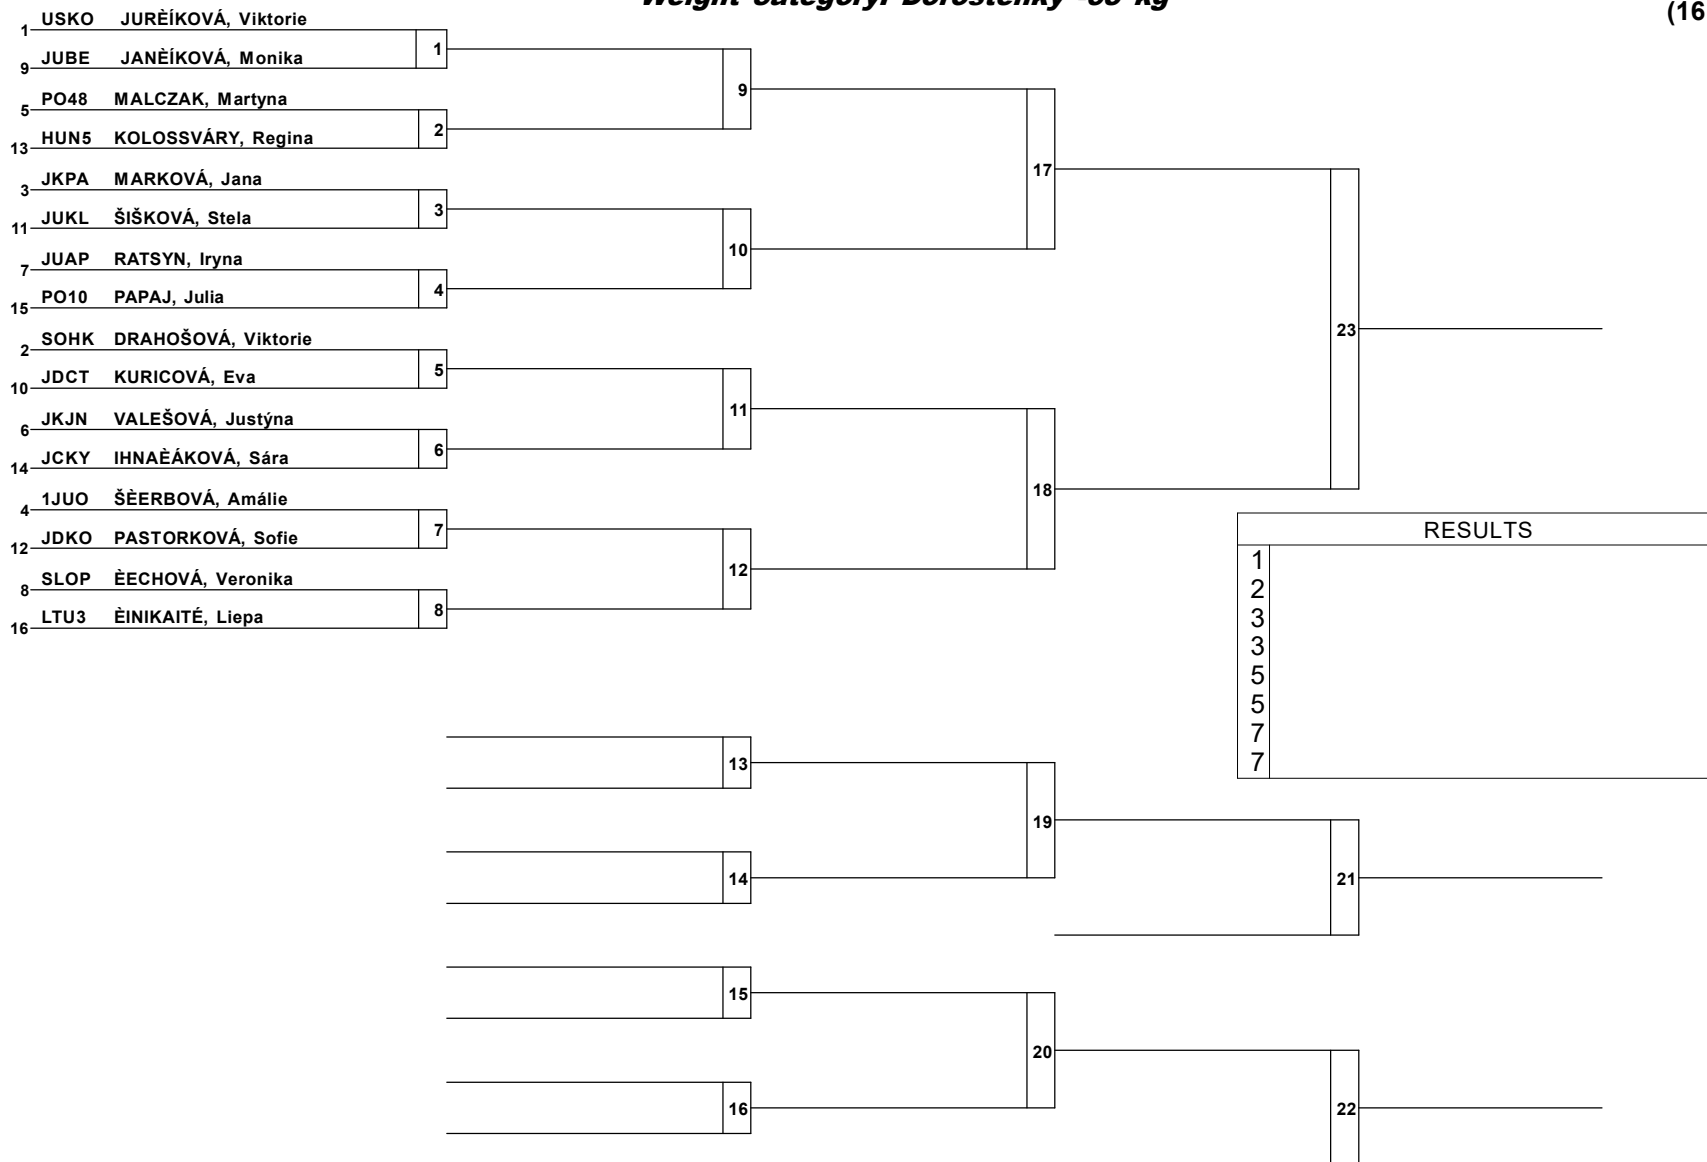 (16
1 USKO JURÈÍKOVÁ, Viktorie
1
9 JUBE JANÈÍKOVÁ, Monika
9
5 PO48 MALCZAK, Martyna
2
13 HUN5 KOLOSSVÁRY, Regina
17
3 JKPA MARKOVÁ, Jana
3
11 JUKL ŠIŠKOVÁ, Stela
10
7 JUAP RATSYN, Iryna
4
15 PO10 PAPAJ, Julia
23
2 SOHK DRAHOŠOVÁ, Viktorie
5
10 JDCT KURICOVÁ, Eva
11
6 JKJN VALEŠOVÁ, Justýna
6
14 JCKY IHNAÈÁKOVÁ, Sára
18
4 1JUO ŠÈERBOVÁ, Amálie
7
12 JDKO PASTORKOVÁ, Sofie
12
8 SLOP ÈECHOVÁ, Veronika
8
16 LTU3 ÈINIKAITÉ, Liepa
RESULTS
1
2
3
3
5
5
7
7
13
19
14
21
15
20
16
22